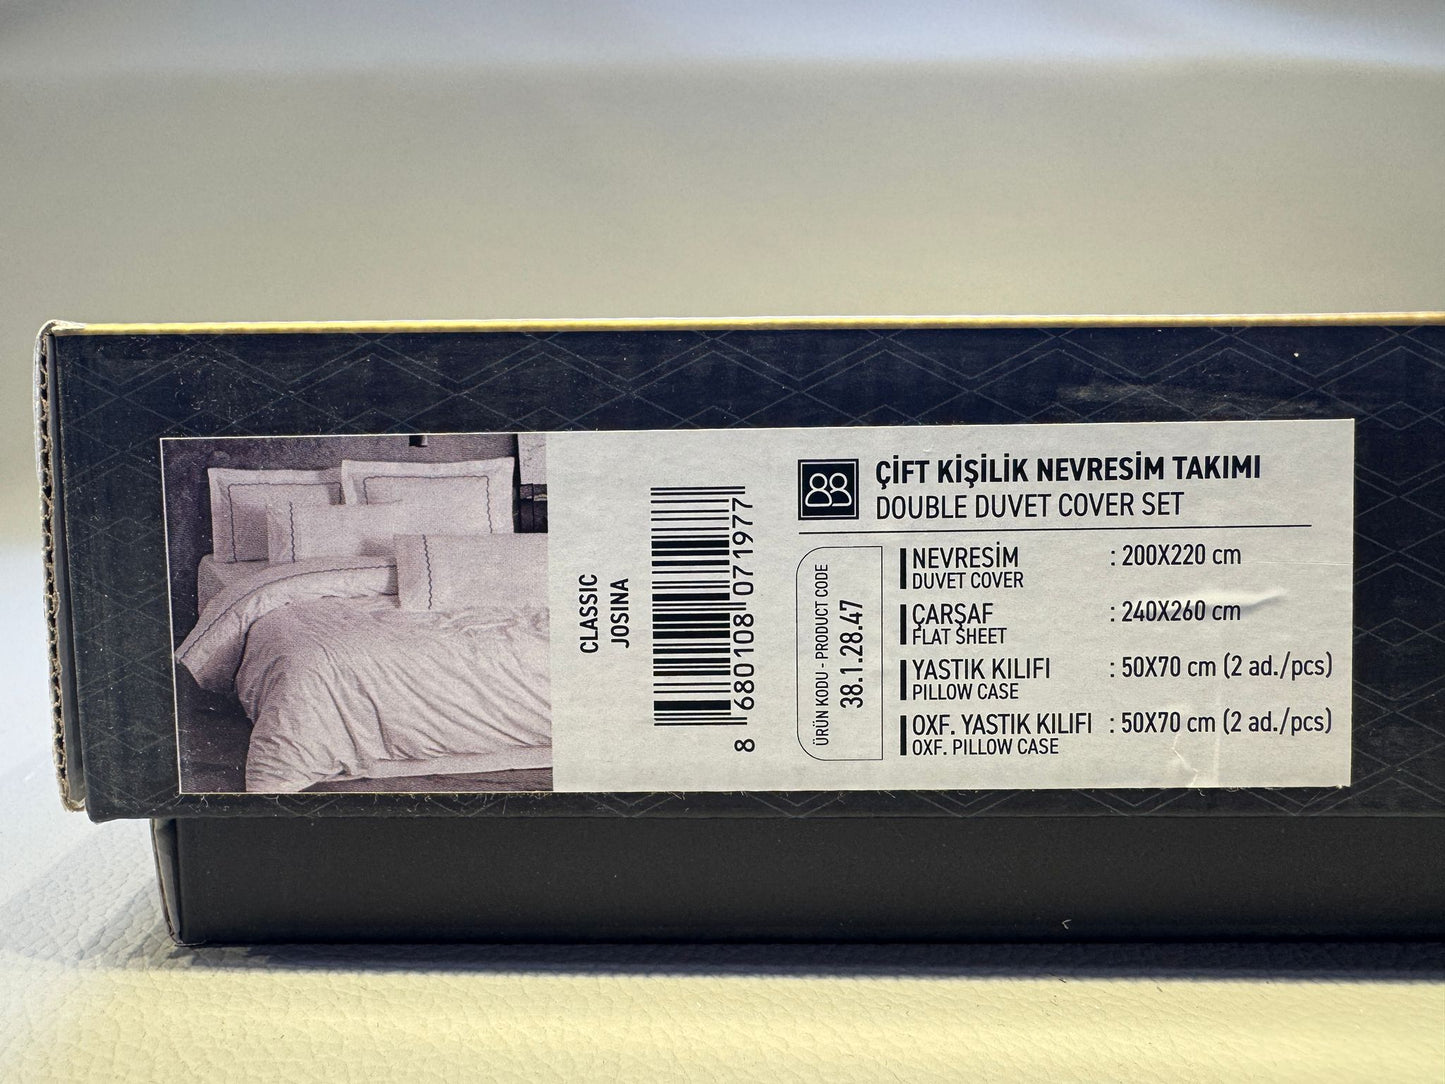 CLASSIC
JOSINA
8 680108 071977
ÇİFT KİŞİLİK NEVRESİM TAKIMI
DOUBLE DUVET COVER SET
ÜRÜN KODU - PRODUCT CODE
38.1.28.47
NEVRESİM : 200X220 cm
DUVET COVER
ÇARŞAF : 240X260 cm
FLAT SHEET
YASTIK KILIFI : 50X70 cm (2 ad./pcs)
PILLOW CASE
OXF. YASTIK KILIFI : 50X70 cm (2 ad./pcs)
OXF. PILLOW CASE